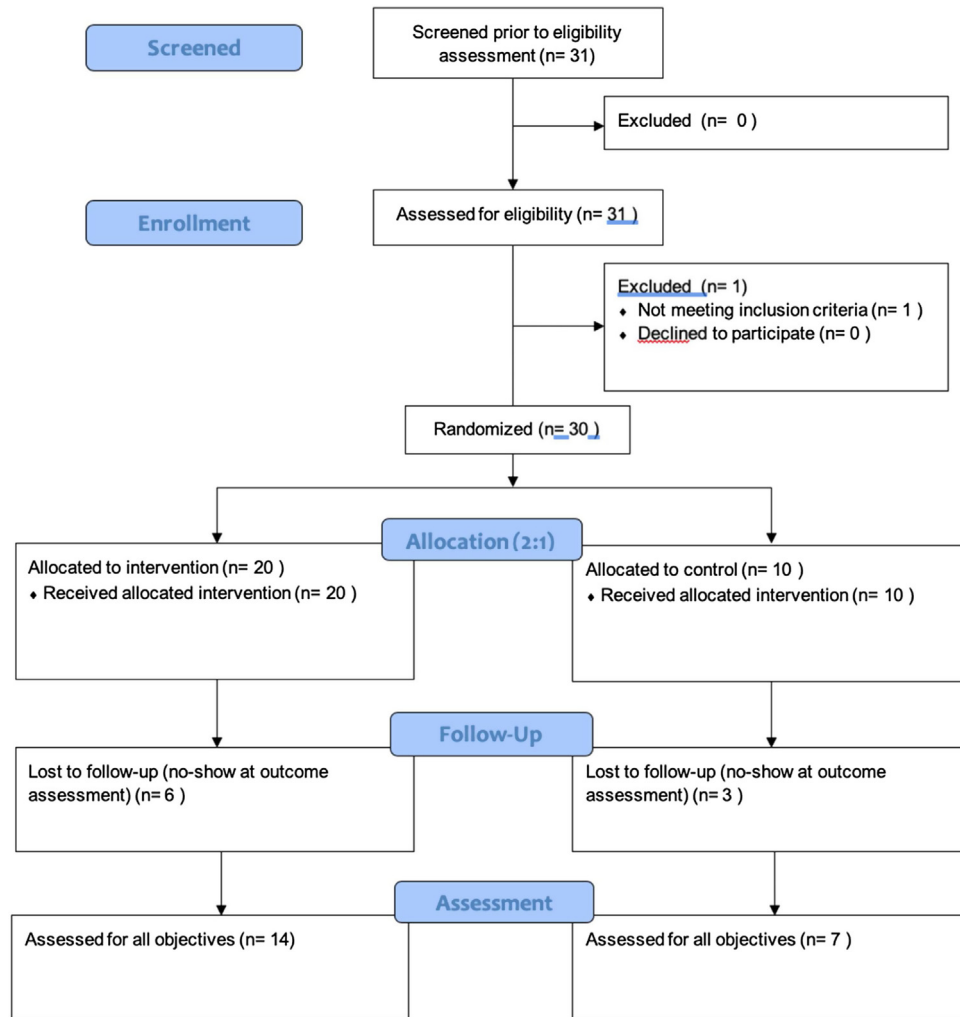 Screened
Screened prior to eligibility
assessment (n= 31)
Excluded  (n=  0 )
Enrollment
Assessed for eligibility (n= 31 )
Excluded  (n= 1)
⬧ Not meeting inclusion criteria (n= 1 )
⬧ Declined to participate (n= 0 )
Randomized (n= 30 )
Allocation (2:1)
Allocated to intervention (n= 20 )
⬧ Received allocated intervention (n= 20 )
Allocated to control (n= 10 )
⬧ Received allocated intervention (n= 10 )
Follow-Up
Lost to follow-up (no-show at outcome
assessment) (n= 6 )
Lost to follow-up (no-show at outcome
assessment) (n= 3 )
Assessment
Assessed for all objectives (n= 14)
Assessed for all objectives (n= 7 )